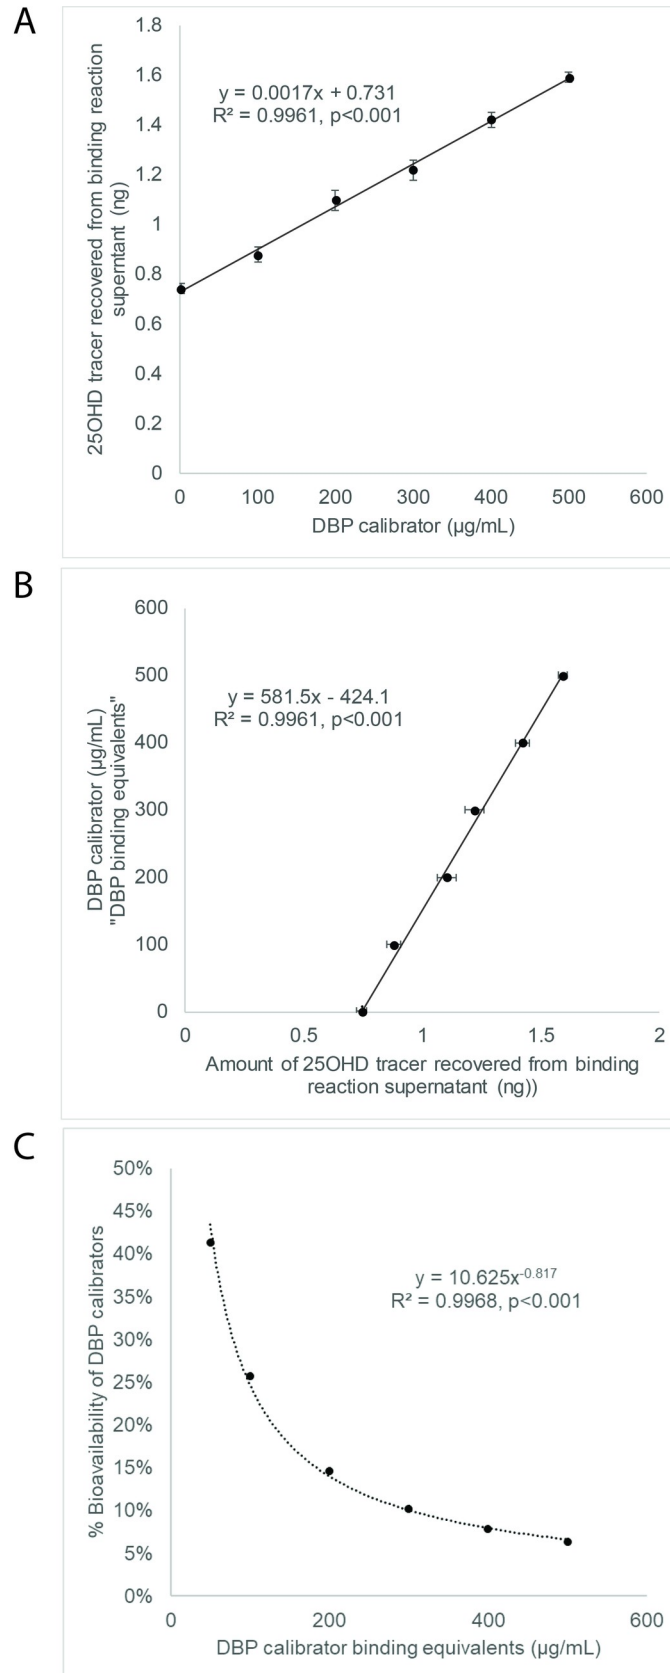 A
1.8
1.6
1.4
1.2
1
0.8
0.6
0.4
0.2
0
25OHD tracer recovered from binding reaction
superntant (ng)
y = 0.0017x + 0.731
R² = 0.9961, p<0.001
0 100 200 300 400 500 600
DBP calibrator (µg/mL)
B
600
500
400
300
200
100
0
DBP calibrator (µg/mL)
"DBP binding equivalents"
y = 581.5x - 424.1
R² = 0.9961, p<0.001
0 0.5 1 1.5 2
Amount of 25OHD tracer recovered from binding
reaction supernatant (ng))
C
50%
45%
40%
35%
30%
25%
20%
15%
10%
5%
0%
% Bioavailability of DBP calibrators
y = 10.625x^-0.817
R² = 0.9968, p<0.001
0 200 400 600
DBP calibrator binding equivalents (µg/mL)